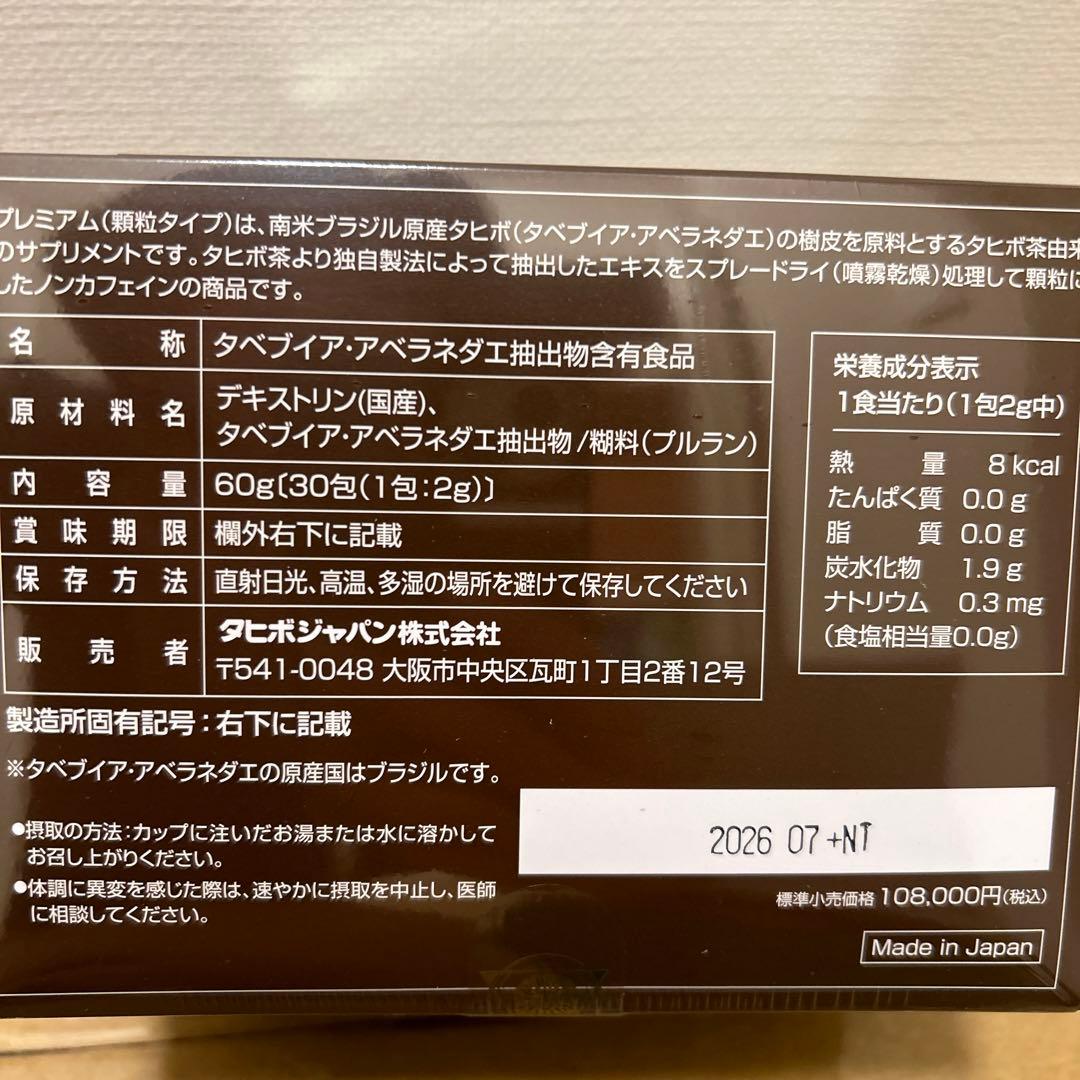 プレミアム（顆粒タイプ）は、南米ブラジル原産タヒボ（タベブイア・アベラネダエ）の樹皮を原料とするタヒボ茶由来
のサプリメントです。タヒボ茶より独自製法によって抽出したエキスをスプレードライ（噴霧乾燥）処理して顆粒に
したノンカフェインの商品です。
名称 タベブイア・アベラネダエ抽出物含有食品
原材料名 デキストリン(国産)、
タベブイア・アベラネダエ抽出物/糊料（プルラン）
内容量 60g〔30包（1包：2g）〕
賞味期限 欄外右下に記載
保存方法 直射日光、高温、多湿の場所を避けて保存してください
販売者 タヒボジャパン株式会社
〒541-0048 大阪市中央区瓦町1丁目2番12号
製造所固有記号：右下に記載
※タベブイア・アベラネダエの原産国はブラジルです。
●摂取の方法：カップに注いだお湯または水に溶かして
お召し上がりください。
●体調に異変を感じた際は、速やかに摂取を中止し、医師
に相談してください。
栄養成分表示
1食当たり（1包2g中）
熱量 8kcal
たんぱく質 0.0g
脂質 0.0g
炭水化物 1.9g
ナトリウム 0.3mg
（食塩相当量0.0g）
2026 07 +NT
標準小売価格 108,000円（税込）
Made in Japan